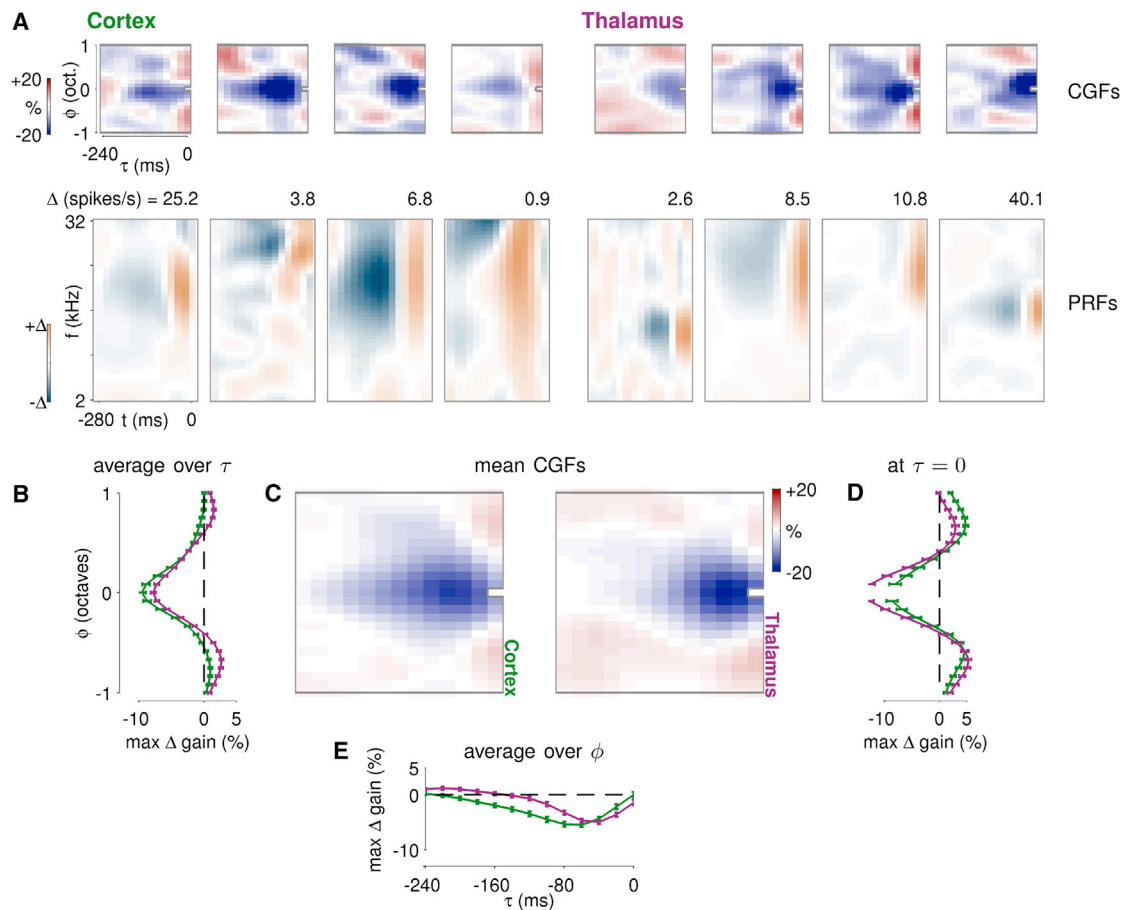 A
Cortex
Thalamus
+20
%
-20
φ (oct.)
1
0
-1
-240
0
τ (ms)
CGFs
Δ (spikes/s) = 25.2
3.8
6.8
0.9
2.6
8.5
10.8
40.1
+Δ
-Δ
f (kHz)
32
2
-280 t (ms) 0
PRFs
average over τ
mean CGFs
at τ = 0
B
C
D
φ (octaves)
1
0
-1
-10
0
5
max Δ gain (%)
Cortex
+20
%
-20
Thalamus
-10
0
5
max Δ gain (%)
E
average over φ
max Δ gain (%)
5
0
-10
-240
-160
-80
0
τ (ms)